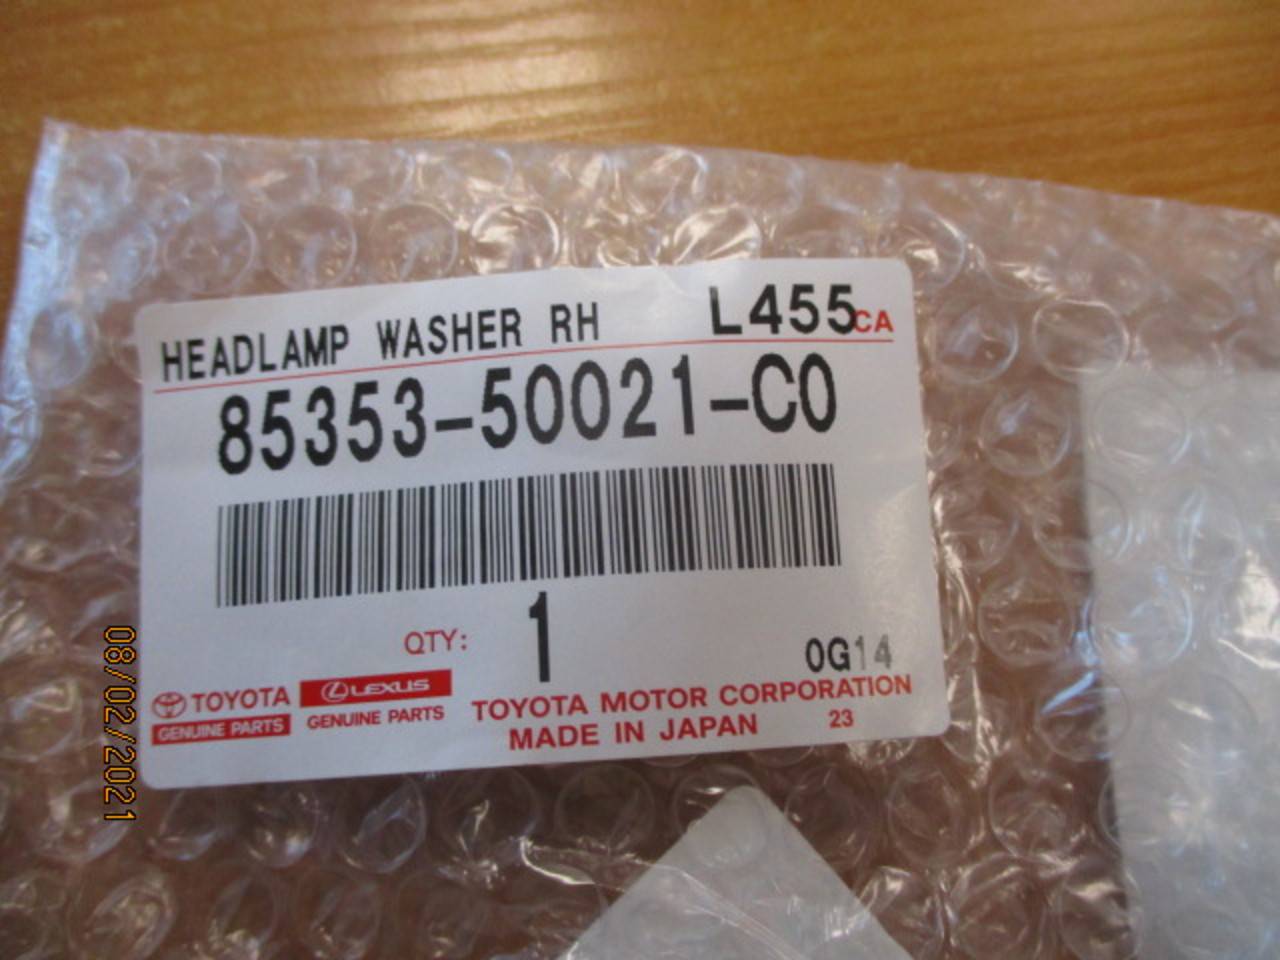 HEADLAMP WASHER RH L455CA
85353-50021-C0
QTY: 1
0G14
TOYOTA
GENUINE PARTS
LEXUS
GENUINE PARTS
TOYOTA MOTOR CORPORATION
MADE IN JAPAN 23
08/02/2021